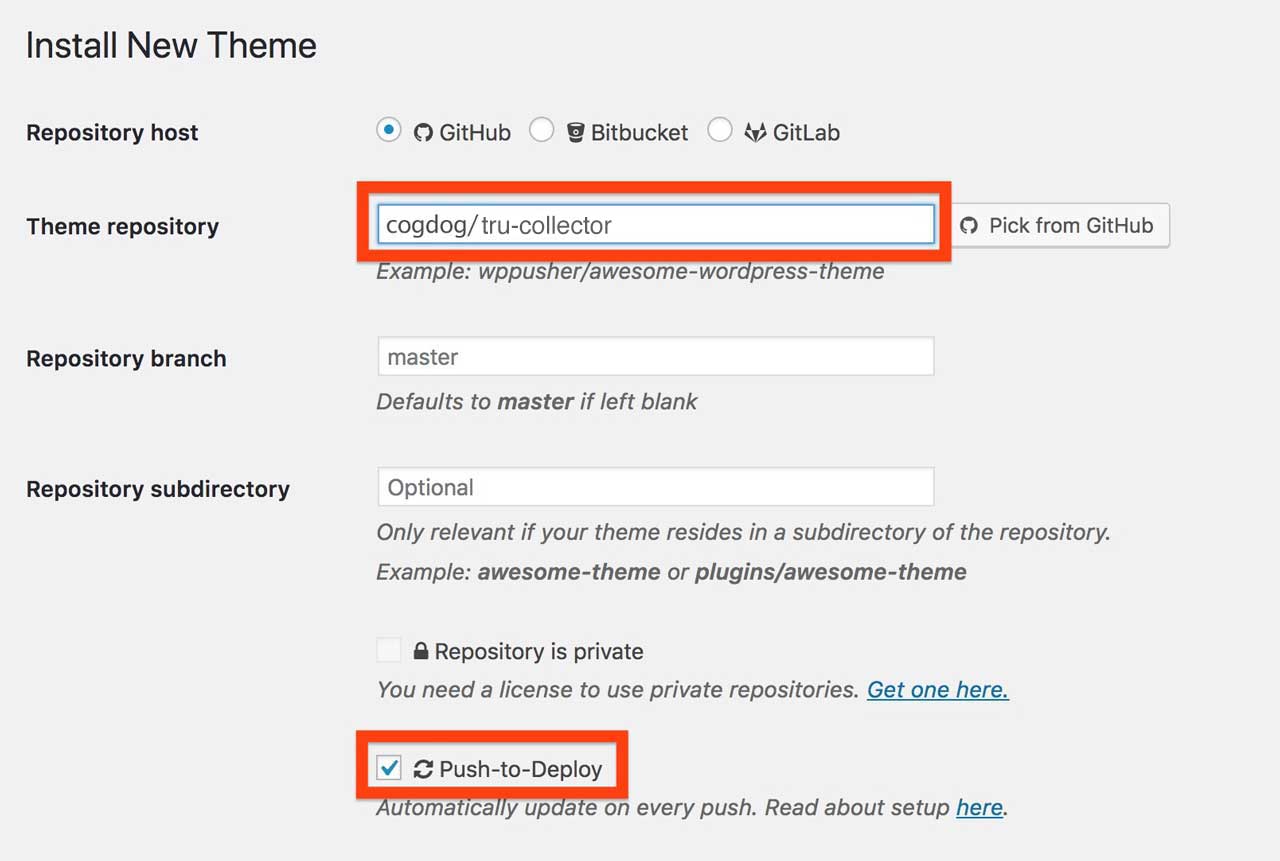 Install New Theme
Repository host GitHub Bitbucket GitLab
Theme repository cogdog/tru-collector Pick from GitHub
Example: wppusher/awesome-wordpress-theme
Repository branch master
Defaults to master if left blank
Repository subdirectory Optional
Only relevant if your theme resides in a subdirectory of the repository.
Example: awesome-theme or plugins/awesome-theme
Repository is private
You need a license to use private repositories. Get one here.
Push-to-Deploy
Automatically update on every push. Read about setup here.